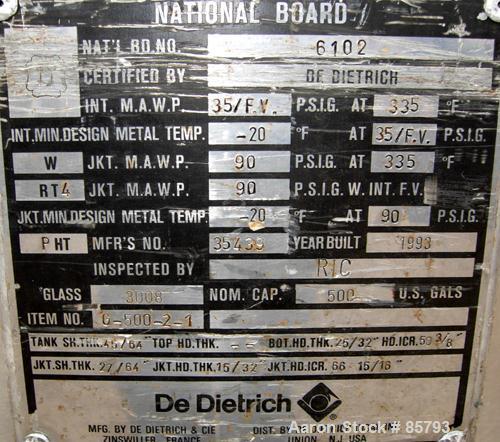 NATIONAL BOARD
NAT'L BD.NO. 6102
CERTIFIED BY DE DIETRICH
INT. M.A.W.P. 35/F.V. P.S.I.G. AT 335 °F
INT.MIN.DESIGN METAL TEMP. -20 °F AT 35/F.V. P.S.I.G.
W JKT. M.A.W.P. 90 P.S.I.G. AT 335 °F
RT4 JKT. M.A.W.P. 90 P.S.I.G. W. INT. F.V.
JKT.MIN.DESIGN METAL TEMP. -20 °F AT 90 P.S.I.G.
PHT MFR'S NO. YEAR BUILT 1993
INSPECTED BY RIC
GLASS 3008 NOM. CAP. 500 U.S. GALS
ITEM NO. G-500-2-1
TANK SH.THK. 45/64" TOP HD.THK. - - BOT.HD.THK. 25/32" HD.ICR. 59 3/8"
JKT.SH.THK. 27/64" JKT.HD.THK. 15/32" JKT.HD.ICR. 66 - 15/16"
De Dietrich
MFG. BY DE DIETRICH & CIE DIST. BY INC
ZINSWILLER, FRANCE UNION, N.J. USA
Aaron Stock # 85793